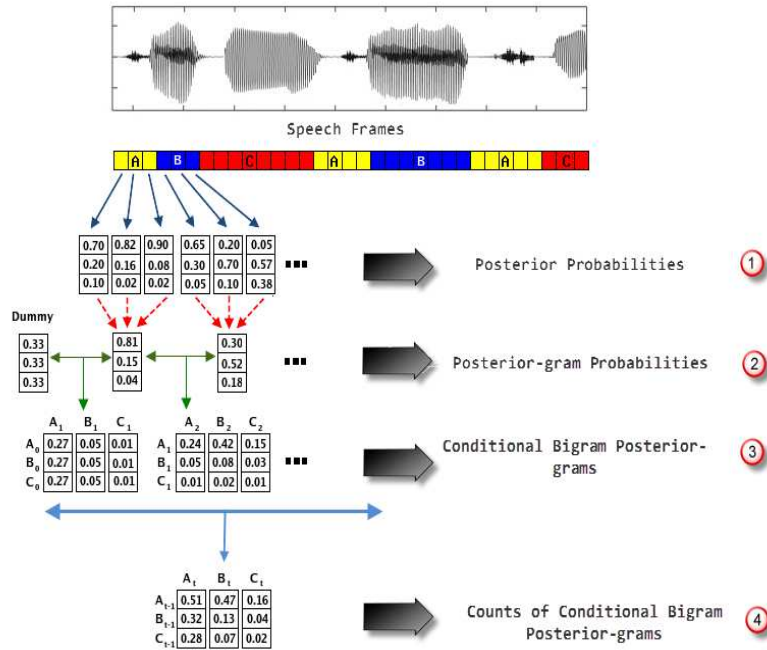 Speech Frames
A B C A B A C
0.70 0.82 0.90 0.65 0.20 0.05
0.20 0.16 0.08 0.30 0.70 0.57
0.10 0.02 0.02 0.05 0.10 0.38
Posterior Probabilities
1
Dummy
0.33 0.81 0.30
0.33 0.15 0.52
0.33 0.04 0.18
Posterior-gram Probabilities
2
A1 B1 C1 A2 B2 C2
A0 0.27 0.05 0.01 A1 0.24 0.42 0.15
B0 0.27 0.05 0.01 B1 0.05 0.08 0.03
C0 0.27 0.05 0.01 C1 0.01 0.02 0.01
Conditional Bigram Posterior-
grams
3
At Bt Ct
At-1 0.51 0.47 0.16
Bt-1 0.32 0.13 0.04
Ct-1 0.28 0.07 0.02
Counts of Conditional Bigram
Posterior-grams
4